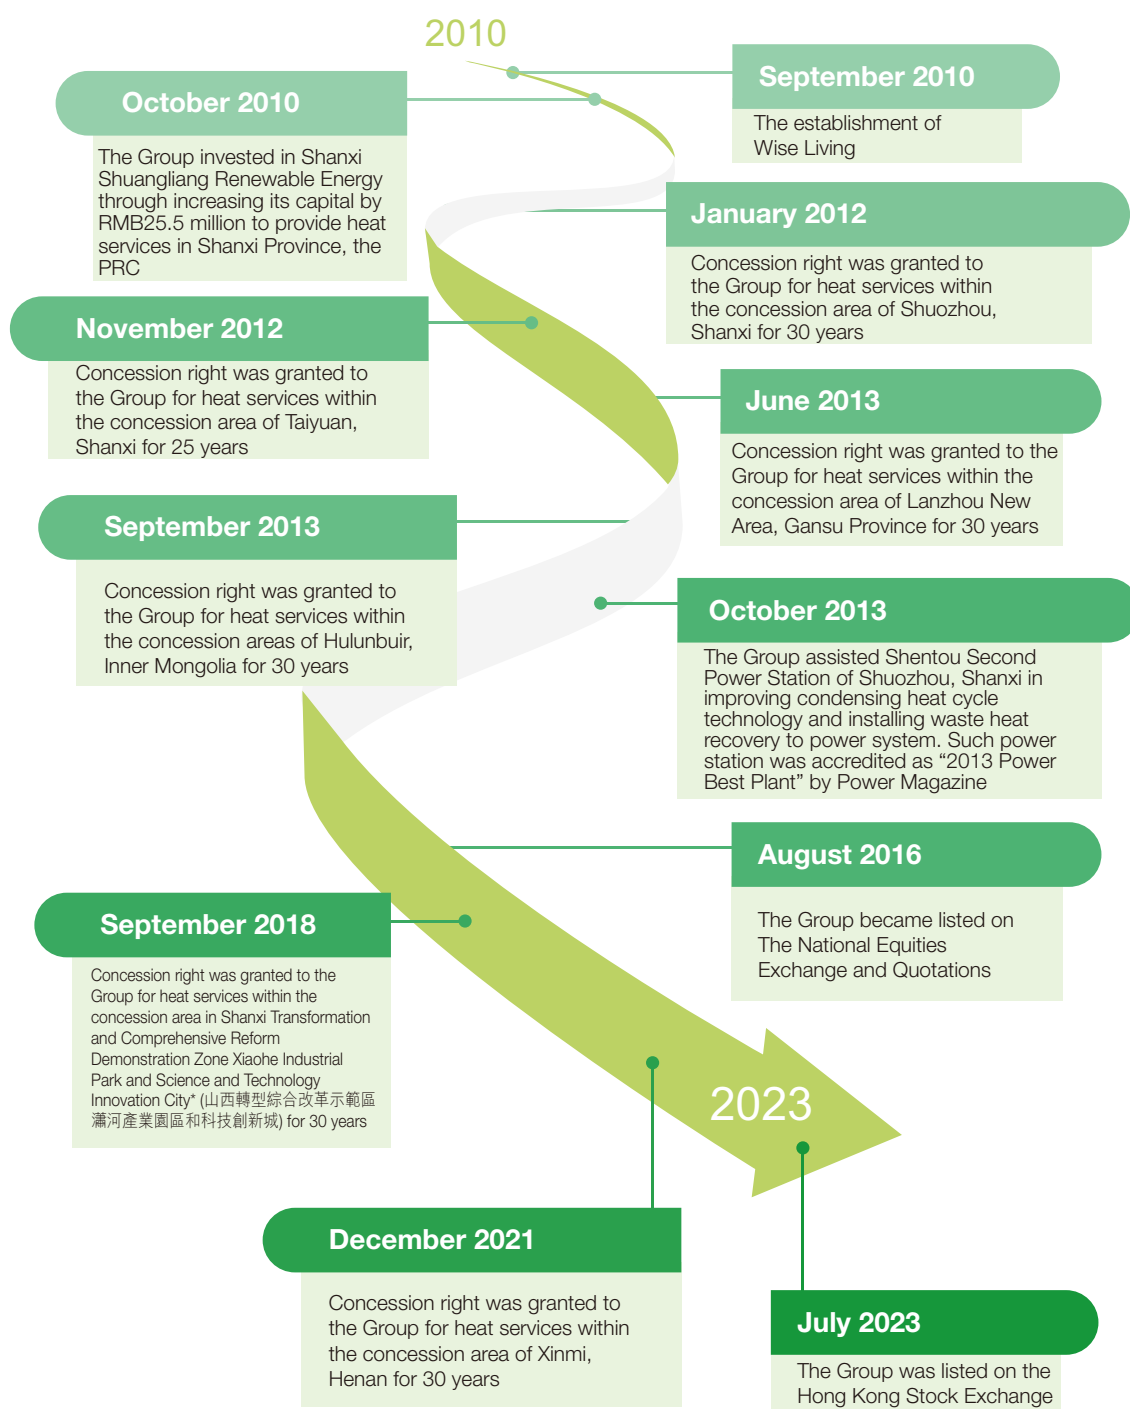 2010
September 2010
The establishment of
Wise Living
October 2010
The Group invested in Shanxi
Shuangliang Renewable Energy
through increasing its capital by
RMB25.5 million to provide heat
services in Shanxi Province, the
PRC
January 2012
Concession right was granted to
the Group for heat services within
the concession area of Shuozhou,
Shanxi for 30 years
November 2012
Concession right was granted to
the Group for heat services within
the concession area of Taiyuan,
Shanxi for 25 years
June 2013
Concession right was granted to the
Group for heat services within the
concession area of Lanzhou New
Area, Gansu Province for 30 years
September 2013
Concession right was granted to
the Group for heat services within
the concession areas of Hulunbuir,
Inner Mongolia for 30 years
October 2013
The Group assisted Shentou Second
Power Station of Shuozhou, Shanxi in
improving condensing heat cycle
technology and installing waste heat
recovery to power system. Such power
station was accredited as “2013 Power
Best Plant” by Power Magazine
August 2016
The Group became listed on
The National Equities
Exchange and Quotations
September 2018
Concession right was granted to the
Group for heat services within the
concession area in Shanxi Transformation
and Comprehensive Reform
Demonstration Zone Xiaohe Industrial
Park and Science and Technology
Innovation City* (山西轉型綜合改革示範區
瀟河產業園區和科技創新城) for 30 years
2023
December 2021
Concession right was granted to
the Group for heat services within
the concession area of Xinmi,
Henan for 30 years
July 2023
The Group was listed on the
Hong Kong Stock Exchange